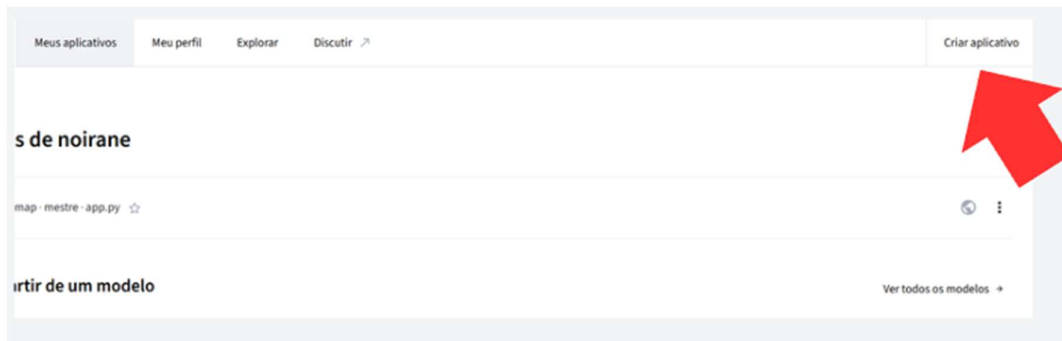 Meus aplicativos Meu perfil Explorar Discutir ↗ Criar aplicativo
s de noirane
map · mestre · app.py ☆
rtir de um modelo
Ver todos os modelos →